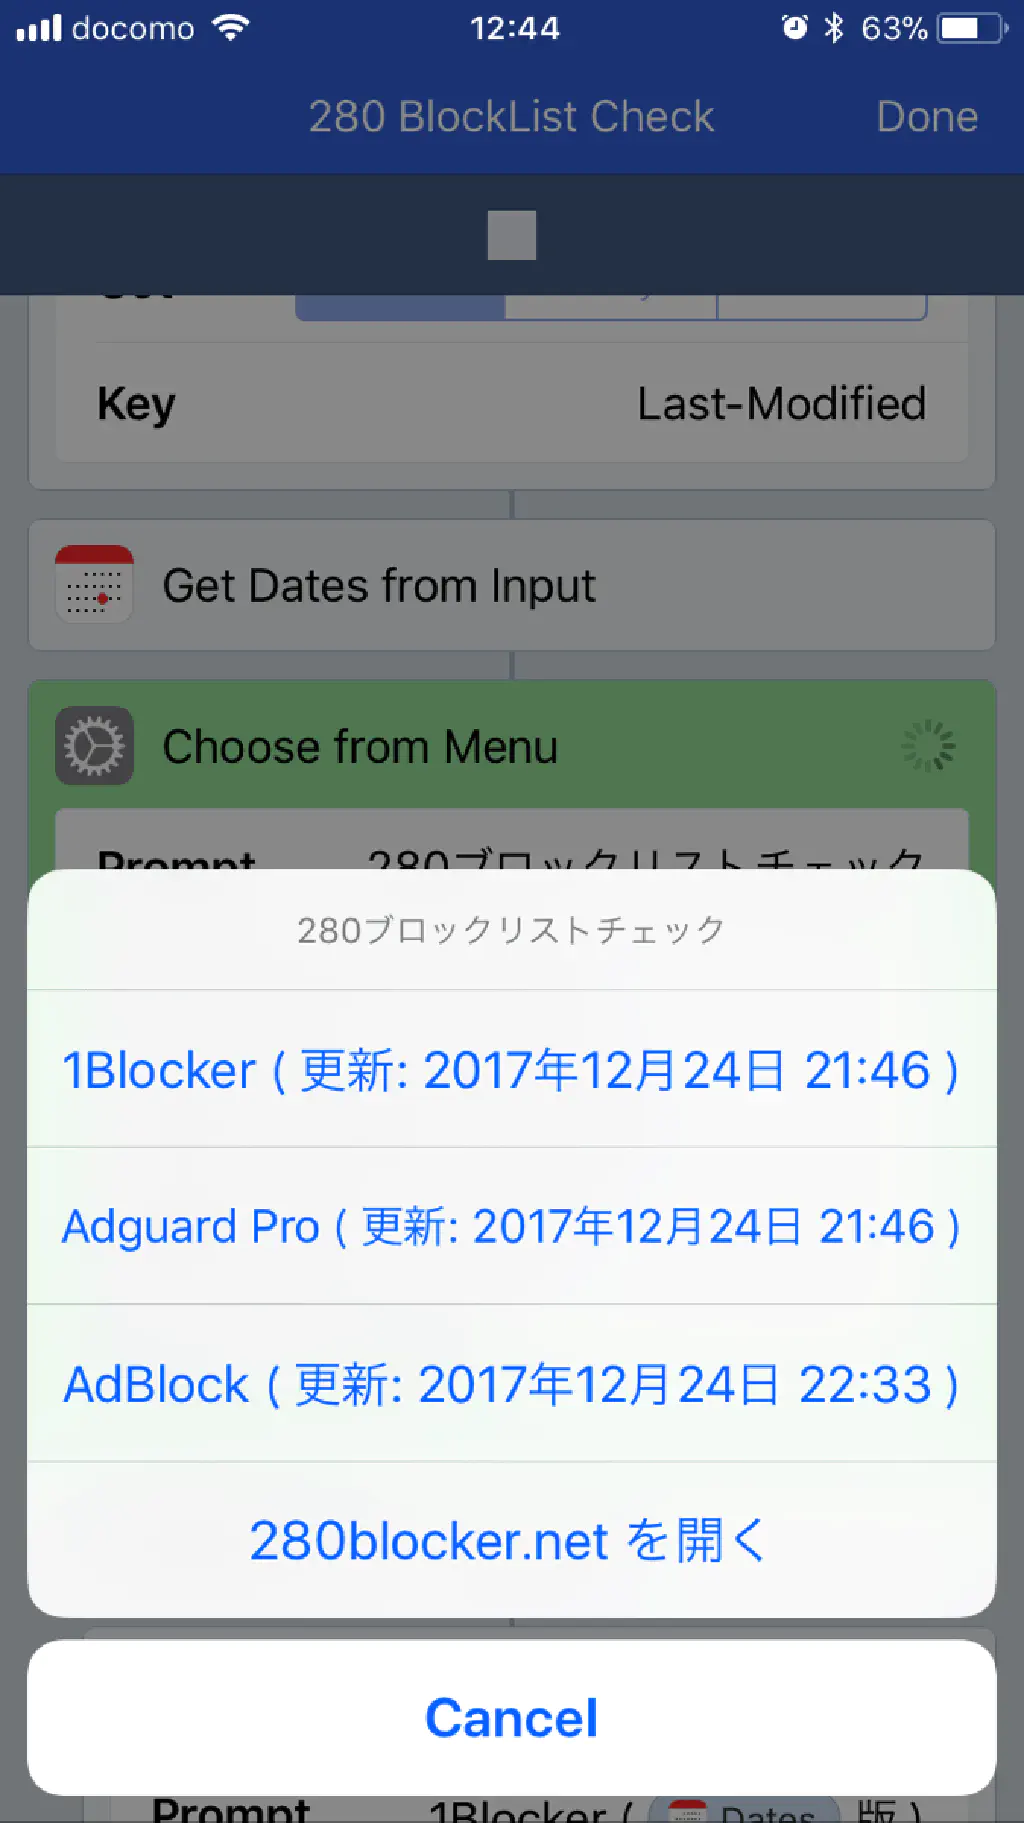 docomo 12:44 63%
280 BlockList Check Done
Key Last-Modified
Get Dates from Input
Choose from Menu
Prompt 280ブロックリストチェック
280ブロックリストチェック
1Blocker ( 更新: 2017年12月24日 21:46 )
Adguard Pro ( 更新: 2017年12月24日 21:46 )
AdBlock ( 更新: 2017年12月24日 22:33 )
280blocker.net を開く
Cancel
Prompt 1Blocker ( Dates 版 )